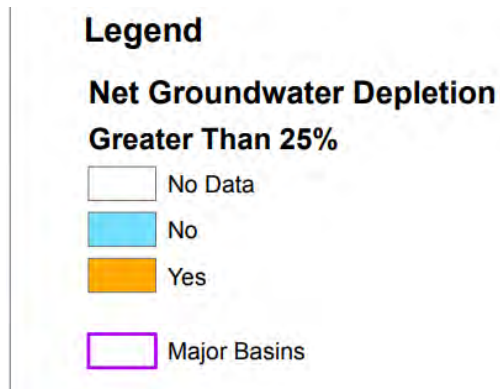 Legend
Net Groundwater Depletion
Greater Than 25%
No Data
No
Yes
Major Basins